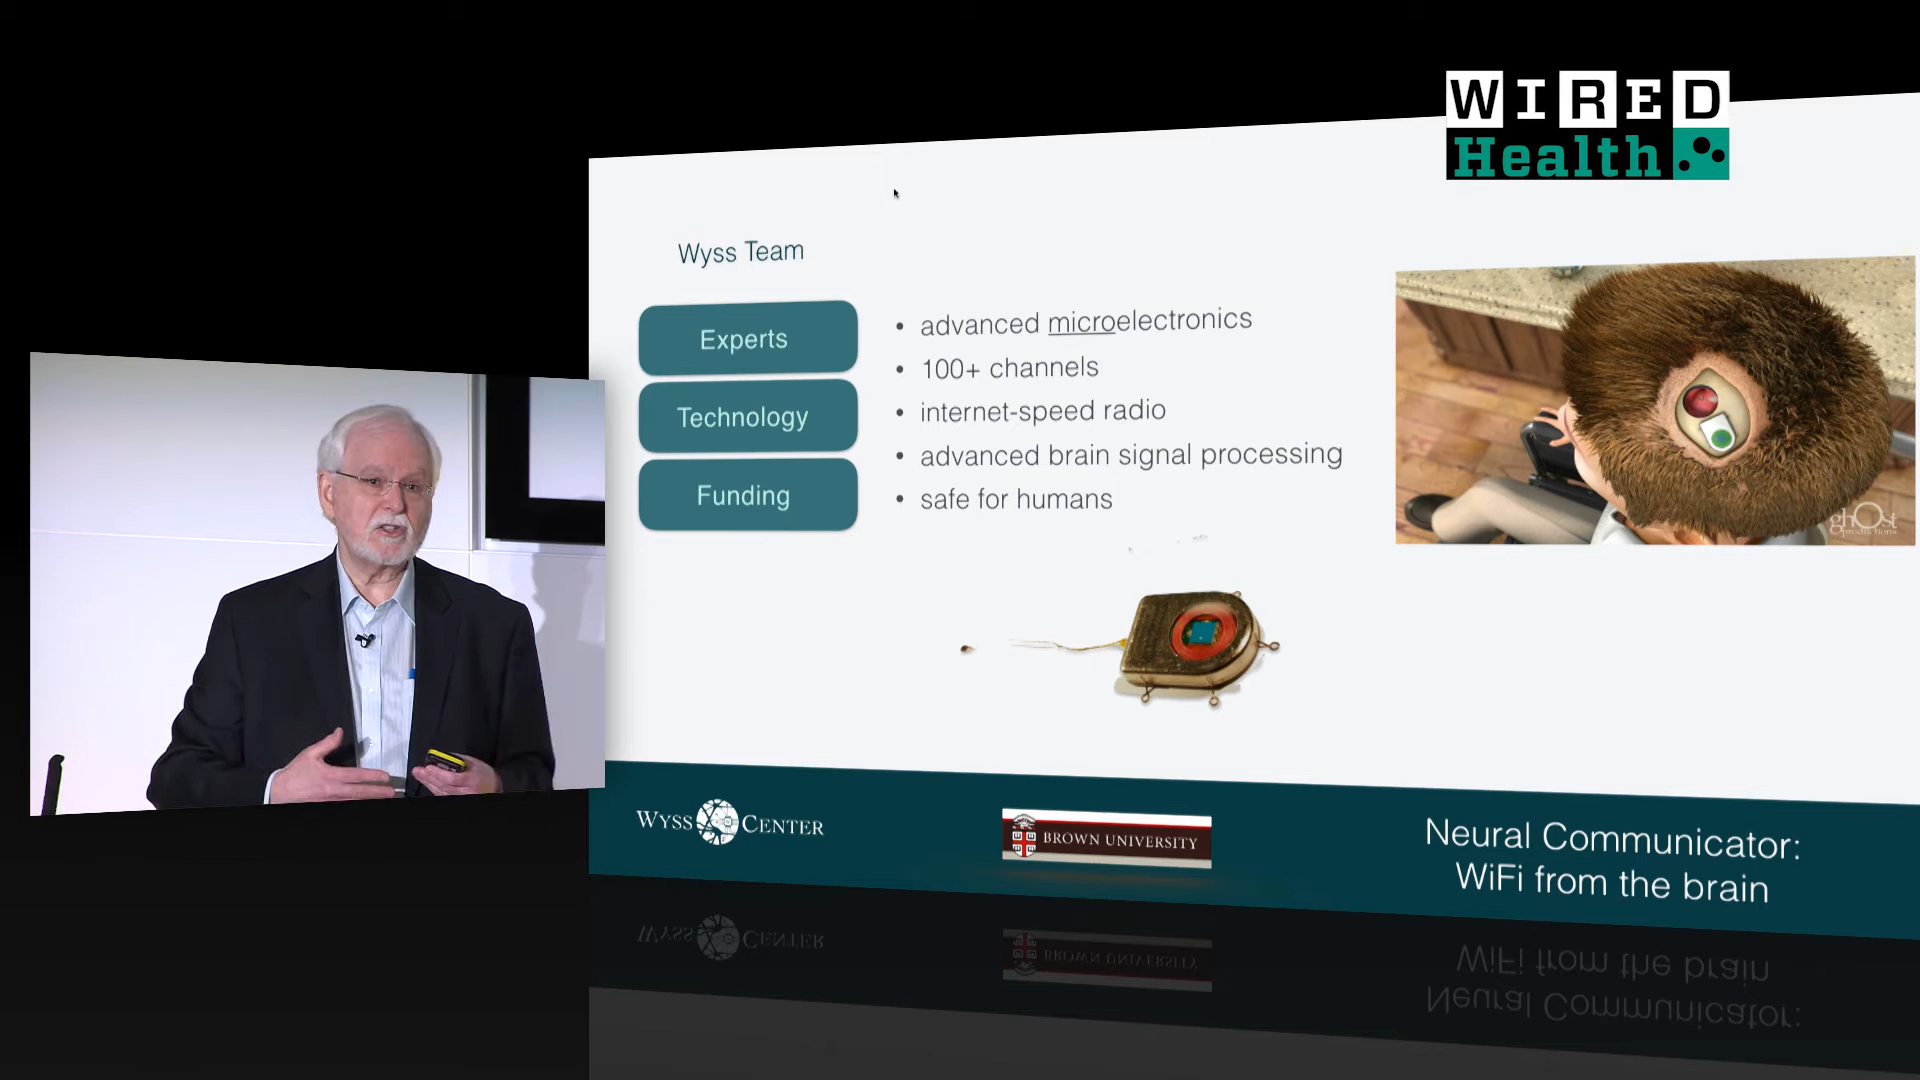 WIRED
Health
Wyss Team
Experts
Technology
Funding
• advanced microelectronics
• 100+ channels
• internet-speed radio
• advanced brain signal processing
• safe for humans
ghOst
productions
WYSS CENTER
BROWN UNIVERSITY
Neural Communicator:
WiFi from the brain